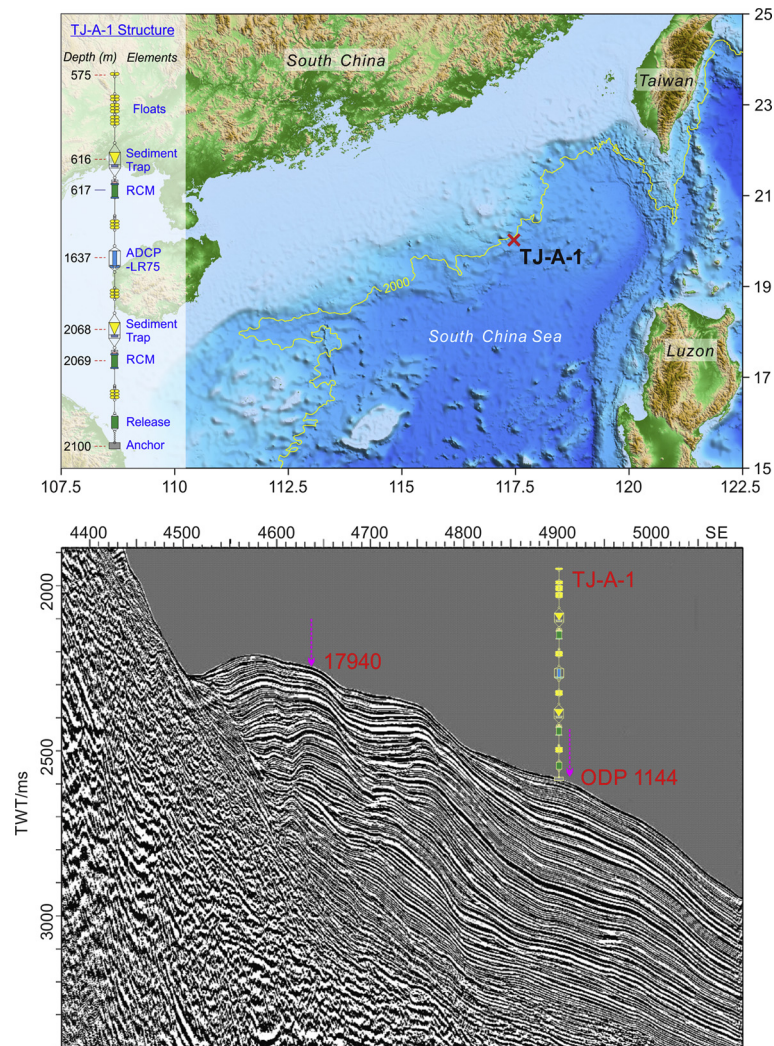 TJ-A-1 Structure
Depth (m) Elements
575
Floats
616 Sediment Trap
617 RCM
1637 ADCP -LR75
2068 Sediment Trap
2069 RCM
Release
2100 Anchor
South China
Taiwan
TJ-A-1
2000
South China Sea
Luzon
25
23
21
19
17
15
107.5 110 112.5 115 117.5 120 122.5
4400 4500 4600 4700 4800 4900 5000 SE
TWT/ms
2000
2500
3000
17940
TJ-A-1
ODP 1144